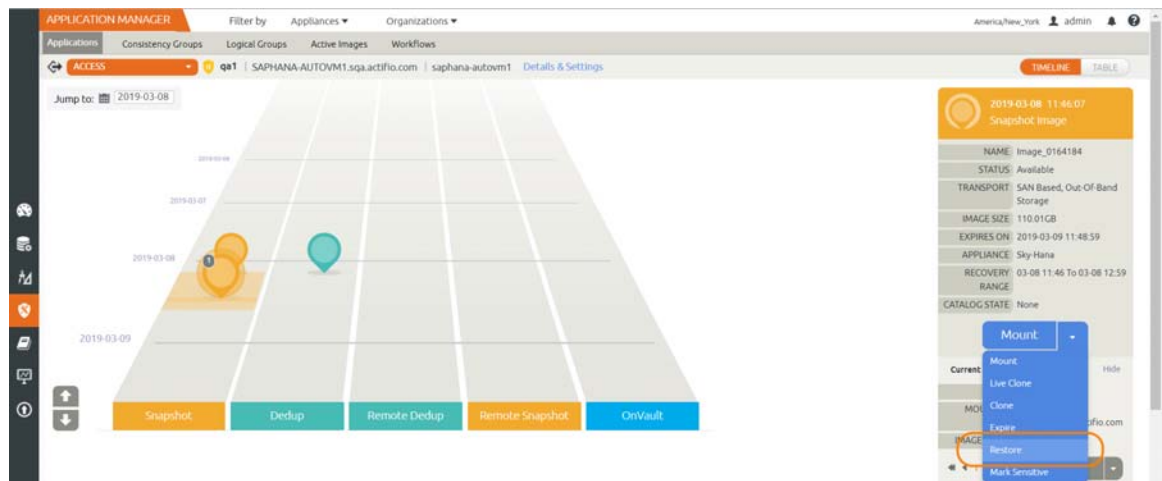 APPLICATION MANAGER Filter by Appliances Organizations America/New_York admin
Applications Consistency Groups Logical Groups Active Images Workflows
ACCESS qa1 | SAPHANA-AUTOVM1.sqa.actifio.com | saphana-autovm1 Details & Settings TIMELINE TABLE
Jump to: 2019-03-08
2019-03-08 11:46:07
Snapshot Image
NAME Image_0164184
STATUS Available
TRANSPORT SAN Based, Out-Of-Band
Storage
IMAGE SIZE 110.01GB
EXPIRES ON 2019-03-09 11:48:59
APPLIANCE Sky-Hana
RECOVERY RANGE 03-08 11:46 To 03-08 12:59
CATALOG STATE None
2019-03-07
2019-03-08
1
2019-03-09
Snapshot Dedup Remote Dedup Remote Snapshot OnVault
Mount
Current Hide
Mount
Live Clone
Clone
Expire
Restore
Mark Sensitive
MOU
IMAGE